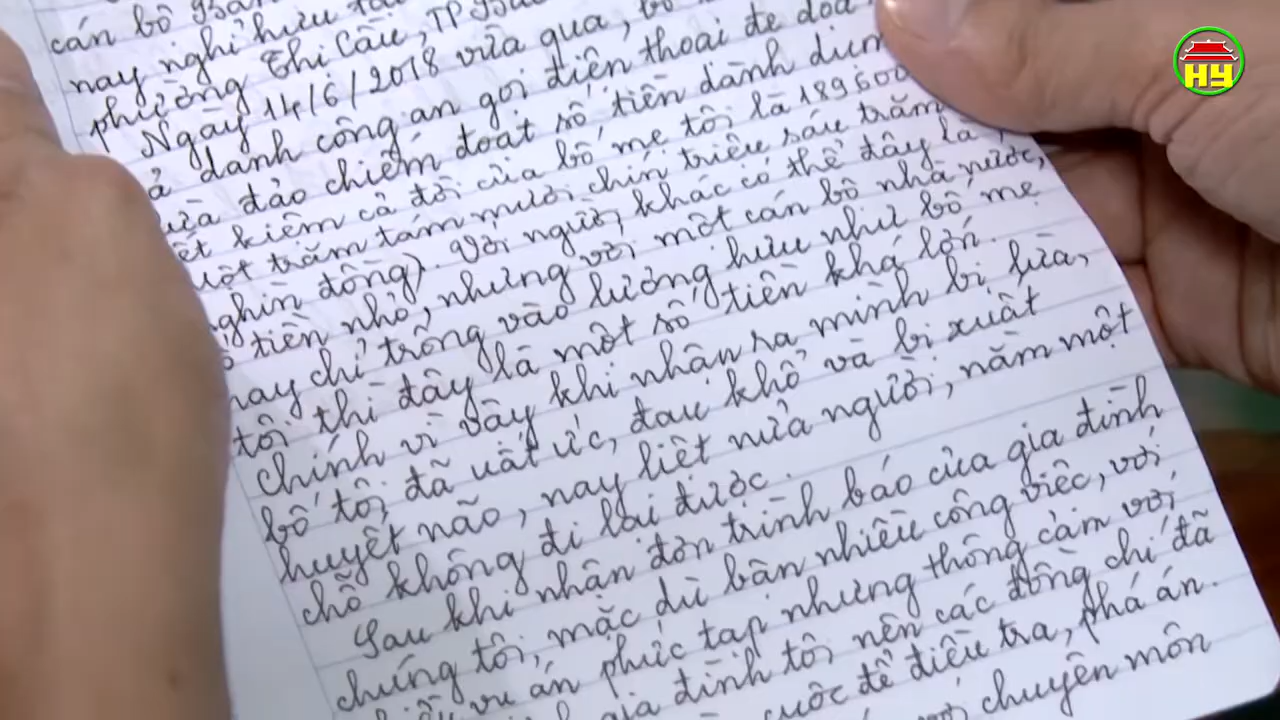 cán bộ
nay nghỉ hưu tại
phường Thị Cầu, TP
Ngày 14/6/2018 vừa qua, bố
ả danh công an gọi điện thoại đe doạ
ừa đảo chiếm đoạt số tiền dành dụm
ết kiệm cả đời của bố mẹ tôi là 189600
một trăm tám mươi chín triệu sáu trăm
nghìn đồng). Với người khác có thể đây là
tiền nhỏ, nhưng với một cán bộ nhà nước,
nay chỉ trông vào lương hưu như bố mẹ
tôi thì đây là một số tiền khá lớn.
Chính vì vậy khi nhận ra mình bị lừa,
bố tôi đã uất ức, đau khổ và bị xuất
huyết não, nay liệt nửa người, nằm một
chỗ không đi lại được.
Sau khi nhận đơn trình báo của gia đình
chúng tôi, mặc dù bận nhiều công việc, với
vụ án phức tạp nhưng thông cảm với
gia đình tôi nên các đồng chí đã
cuộc để điều tra, phá án.
chuyên môn
HY